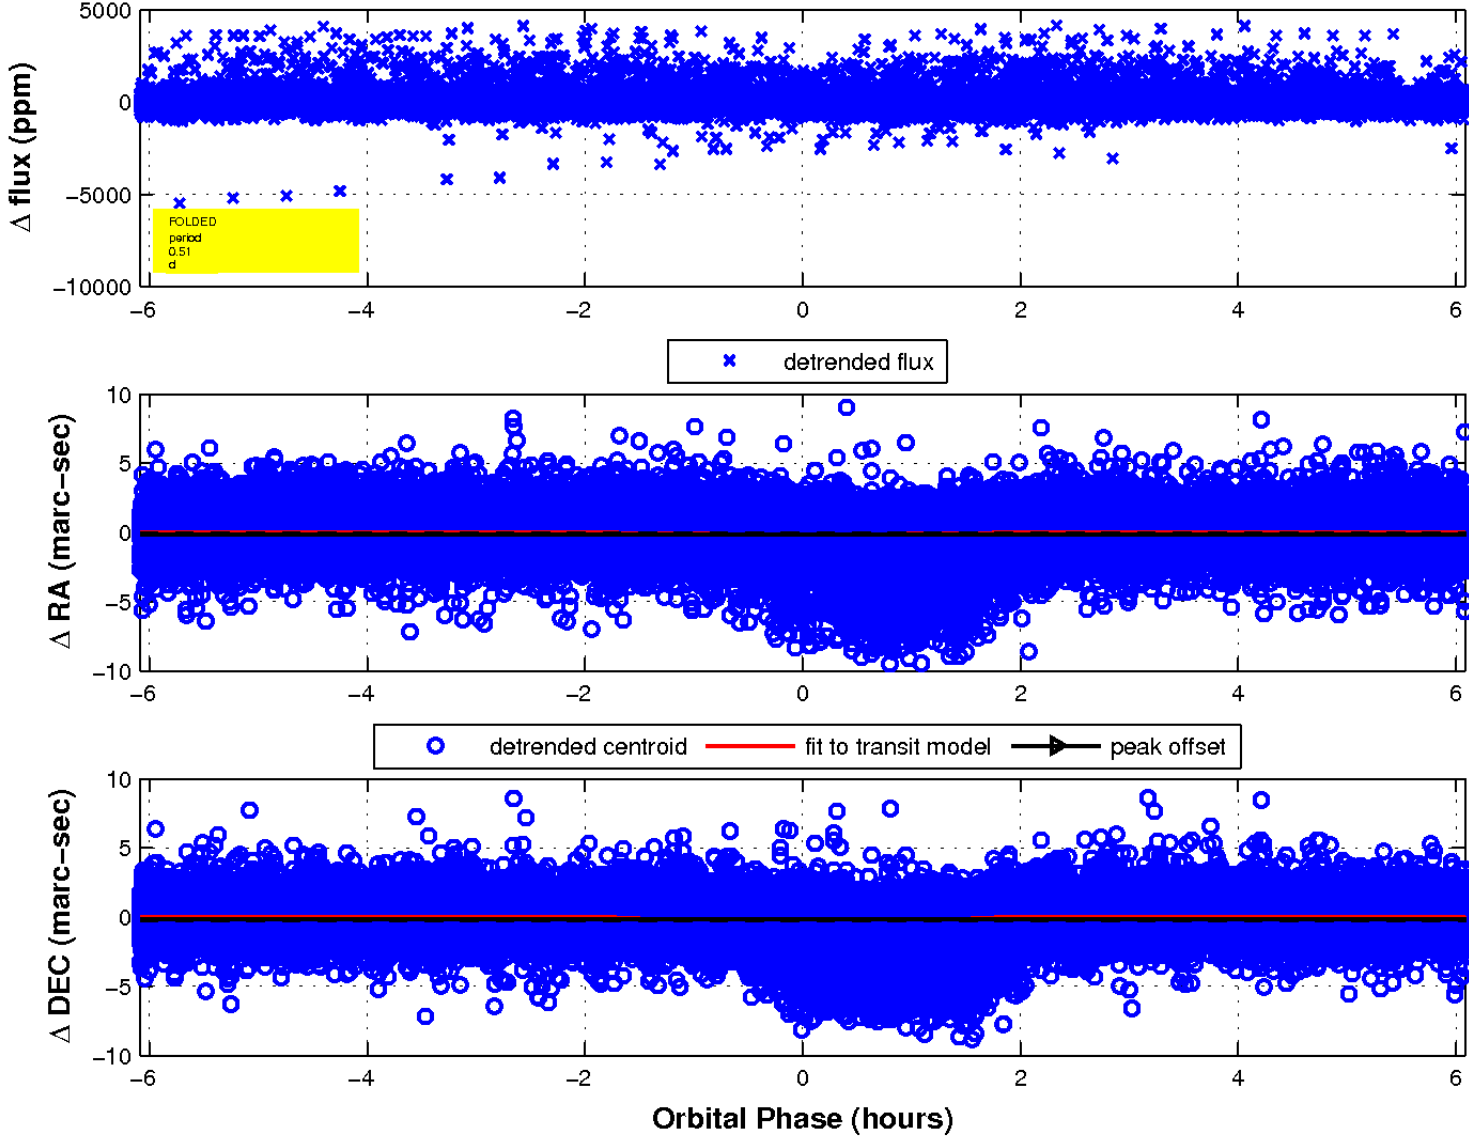 5000
0
−5000
−10000
Δ flux (ppm)
FOLDED
period
0.51
d
−6 −4 −2 0 2 4 6
detrended flux
10
5
0
−5
−10
Δ RA (marc−sec)
−6 −4 −2 0 2 4 6
detrended centroid fit to transit model peak offset
10
5
0
−5
−10
Δ DEC (marc−sec)
−6 −4 −2 0 2 4 6
Orbital Phase (hours)